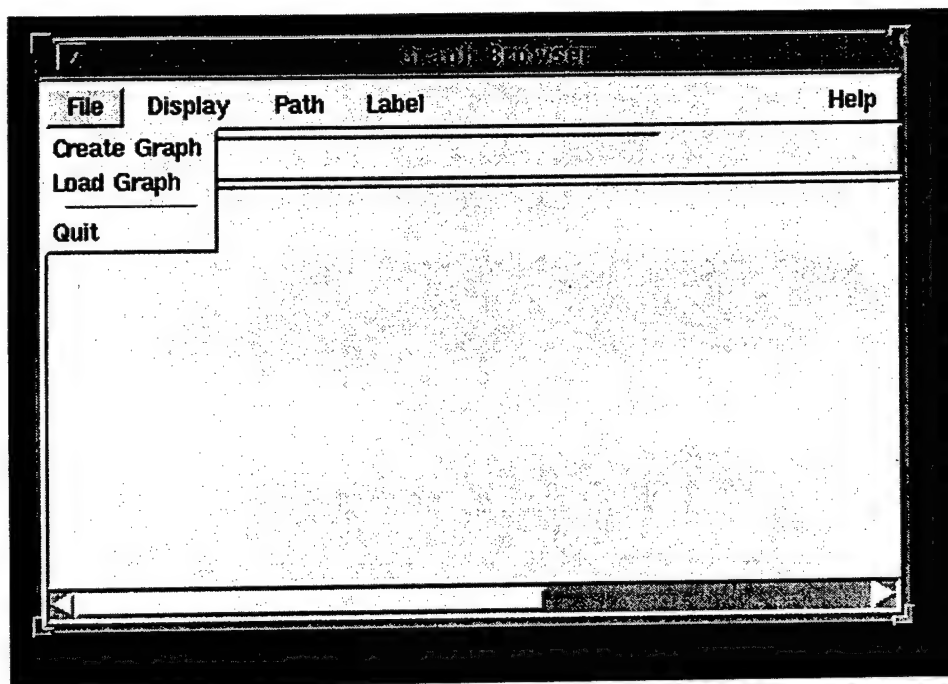 Graph Browser
File Display Path Label Help
Create Graph
Load Graph
Quit